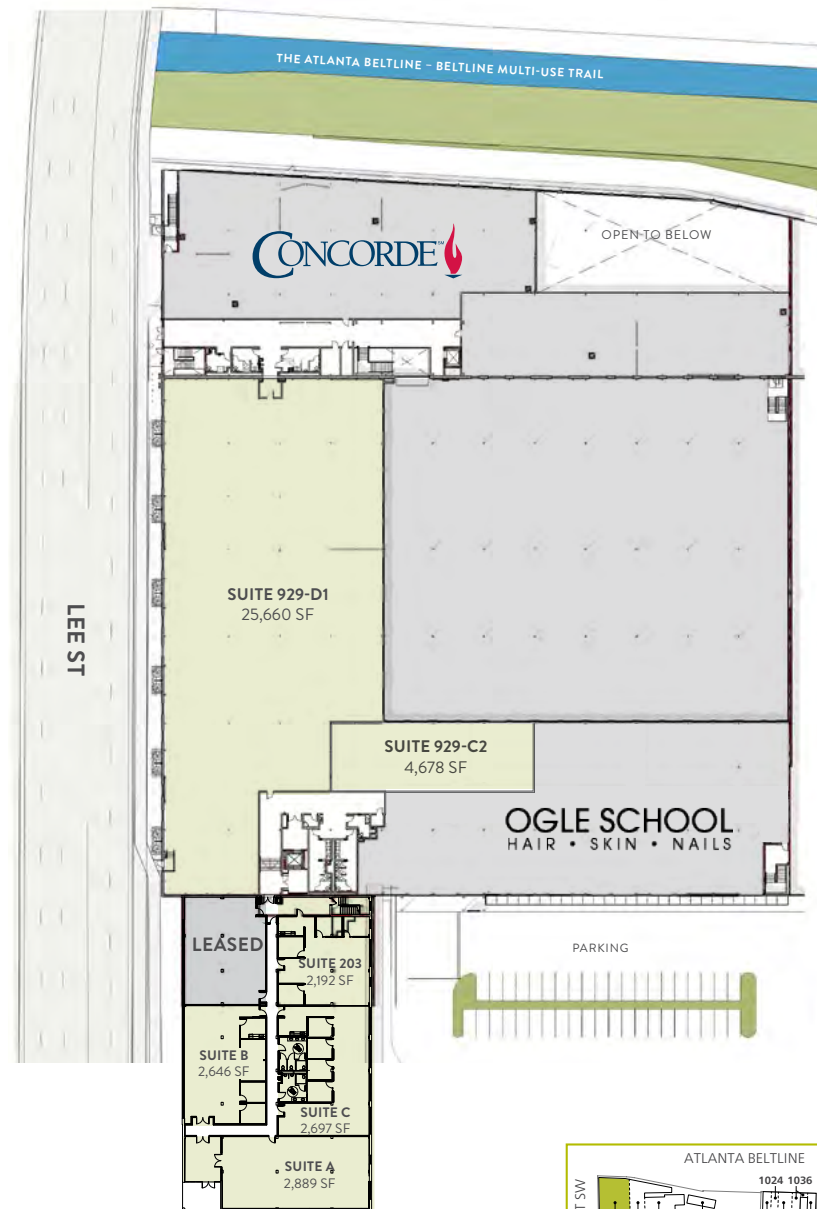 THE ATLANTA BELTLINE – BELTLINE MULTI-USE TRAIL
CONCORDE℠
OPEN TO BELOW
LEE ST
SUITE 929-D1
25,660 SF
SUITE 929-C2
4,678 SF
OGLE SCHOOL
HAIR • SKIN • NAILS
LEASED
SUITE 203
2,192 SF
PARKING
SUITE B
2,646 SF
SUITE C
2,697 SF
SUITE A
2,889 SF
ATLANTA BELTLINE
1024 1036
T SW